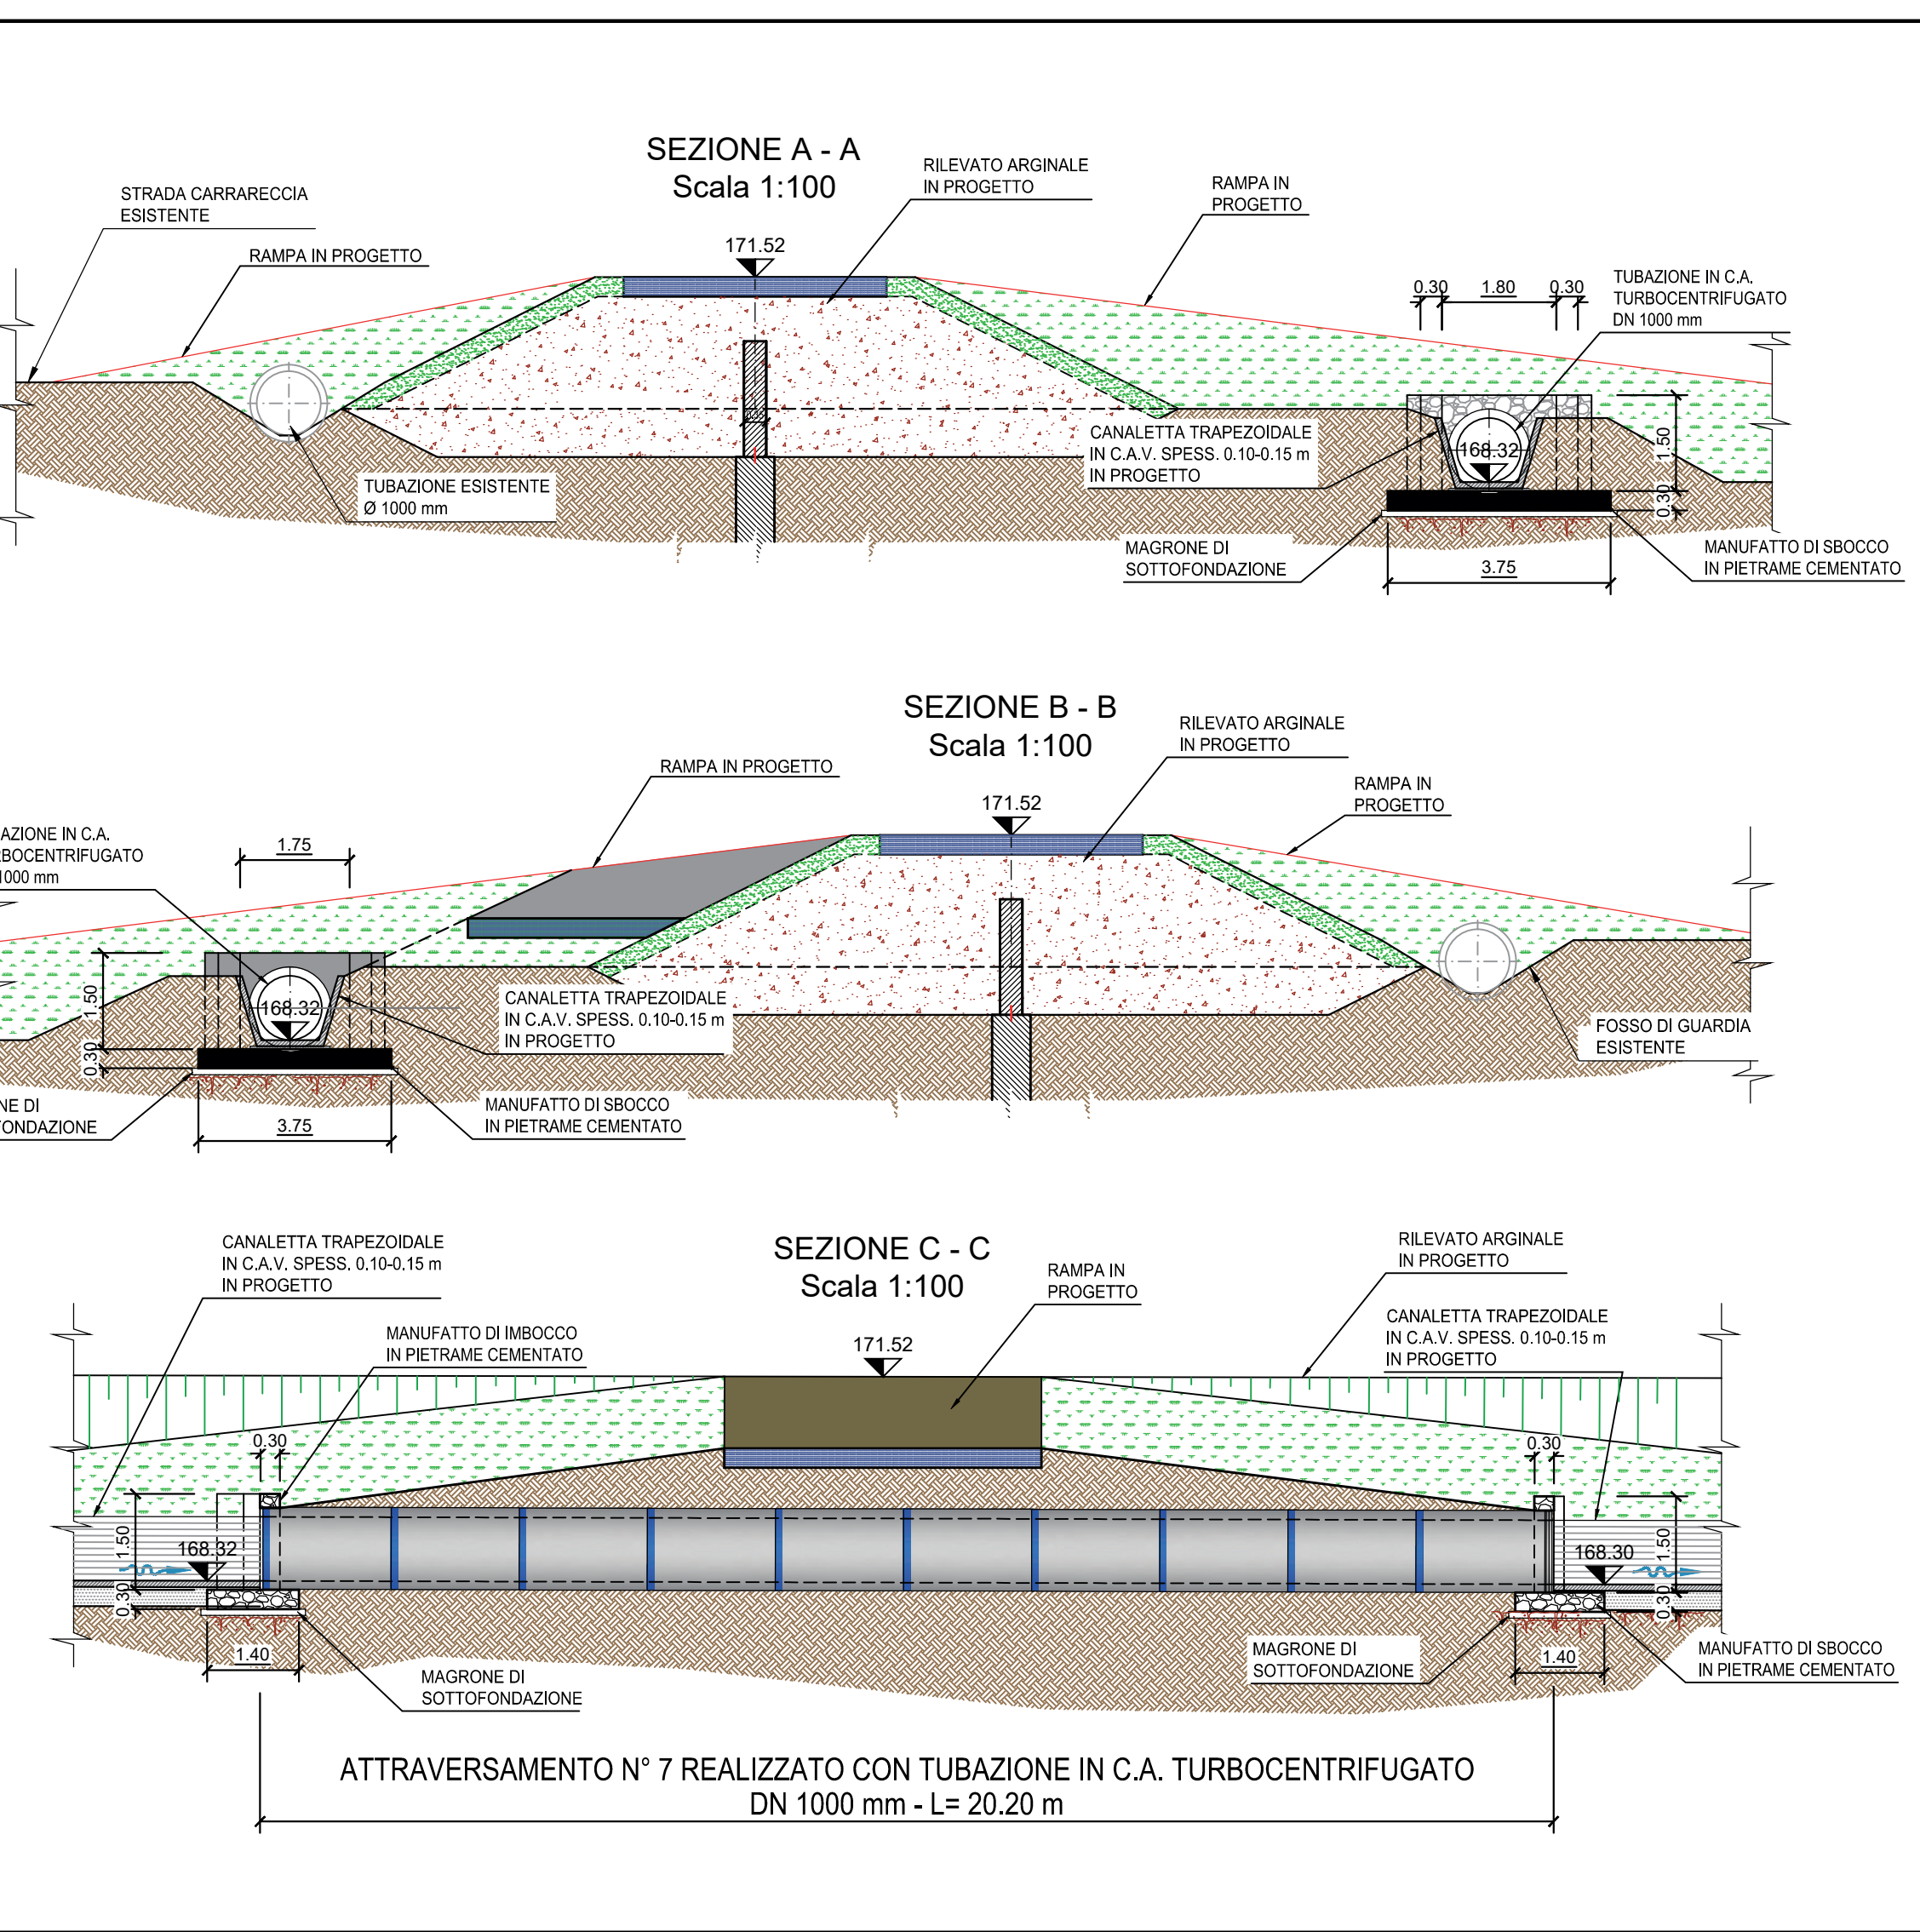 SEZIONE A - A
Scala 1:100
STRADA CARRARECCIA
ESISTENTE
RAMPA IN PROGETTO
171.52
RILEVATO ARGINALE
IN PROGETTO
RAMPA IN
PROGETTO
0.30
1.80
0.30
TUBAZIONE IN C.A.
TURBOCENTRIFUGATO
DN 1000 mm
TUBAZIONE ESISTENTE
Ø 1000 mm
CANALETTA TRAPEZOIDALE
IN C.A.V. SPESS. 0.10-0.15 m
IN PROGETTO
168.32
1.50
0.30
MAGRONE DI
SOTTOFONDAZIONE
3.75
MANUFATTO DI SBOCCO
IN PIETRAME CEMENTATO
SEZIONE B - B
Scala 1:100
RAMPA IN PROGETTO
171.52
RILEVATO ARGINALE
IN PROGETTO
RAMPA IN
PROGETTO
AZIONE IN C.A.
RBOCENTRIFUGATO
1000 mm
1.75
168.32
1.50
0.30
CANALETTA TRAPEZOIDALE
IN C.A.V. SPESS. 0.10-0.15 m
IN PROGETTO
FOSSO DI GUARDIA
ESISTENTE
NE DI
ONDAZIONE
3.75
MANUFATTO DI SBOCCO
IN PIETRAME CEMENTATO
SEZIONE C - C
Scala 1:100
CANALETTA TRAPEZOIDALE
IN C.A.V. SPESS. 0.10-0.15 m
IN PROGETTO
MANUFATTO DI IMBOCCO
IN PIETRAME CEMENTATO
171.52
RAMPA IN
PROGETTO
RILEVATO ARGINALE
IN PROGETTO
CANALETTA TRAPEZOIDALE
IN C.A.V. SPESS. 0.10-0.15 m
IN PROGETTO
0.30
0.30
1.50
168.32
0.30
168.30
1.50
0.30
1.40
MAGRONE DI
SOTTOFONDAZIONE
MAGRONE DI
SOTTOFONDAZIONE
1.40
MANUFATTO DI SBOCCO
IN PIETRAME CEMENTATO
ATTRAVERSAMENTO N° 7 REALIZZATO CON TUBAZIONE IN C.A. TURBOCENTRIFUGATO
DN 1000 mm - L= 20.20 m